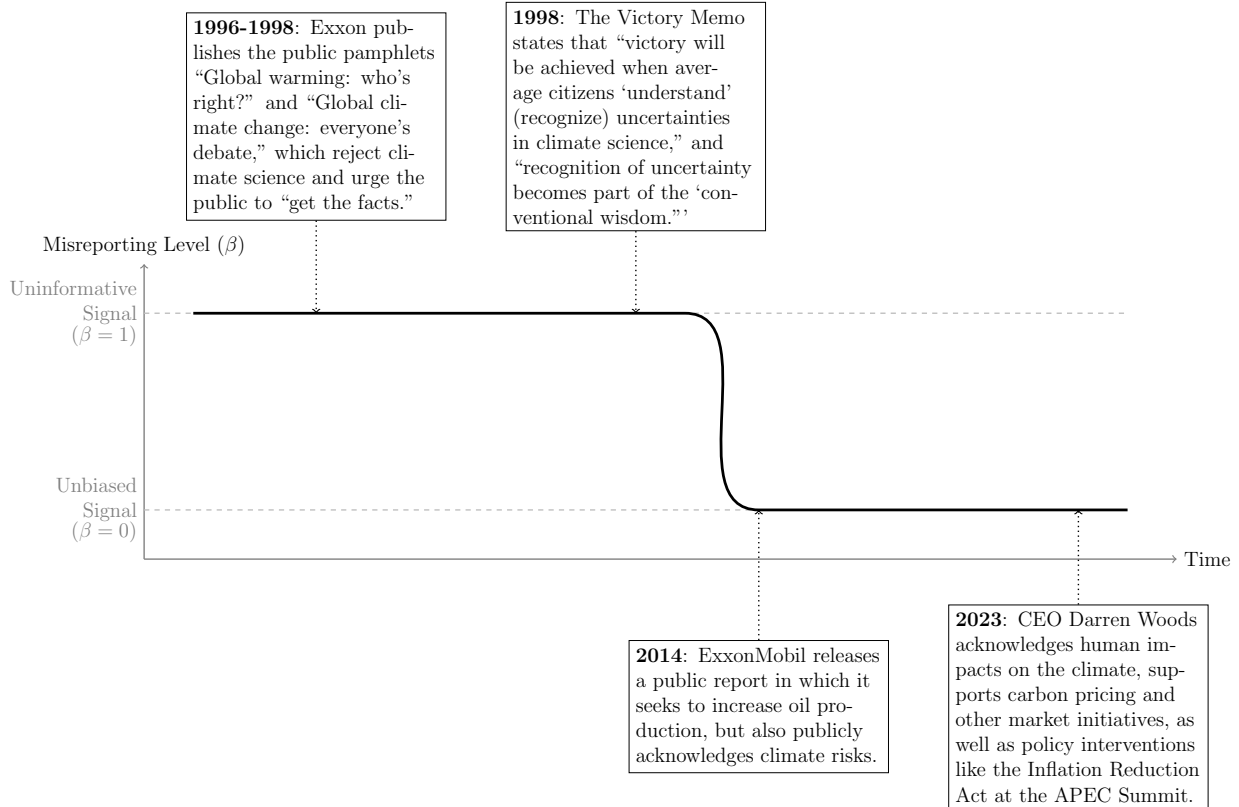 1996-1998: Exxon pub-
lishes the public pamphlets
“Global warming: who's
right?” and “Global cli-
mate change: everyone's
debate,” which reject cli-
mate science and urge the
public to “get the facts.”
1998: The Victory Memo
states that “victory will
be achieved when aver-
age citizens ‘understand’
(recognize) uncertainties
in climate science,” and
“recognition of uncertainty
becomes part of the ‘con-
ventional wisdom.”’
Misreporting Level (β)
Uninformative
Signal
(β = 1)
Unbiased
Signal
(β = 0)
Time
2014: ExxonMobil releases
a public report in which it
seeks to increase oil pro-
duction, but also publicly
acknowledges climate risks.
2023: CEO Darren Woods
acknowledges human im-
pacts on the climate, sup-
ports carbon pricing and
other market initiatives, as
well as policy interventions
like the Inflation Reduction
Act at the APEC Summit.